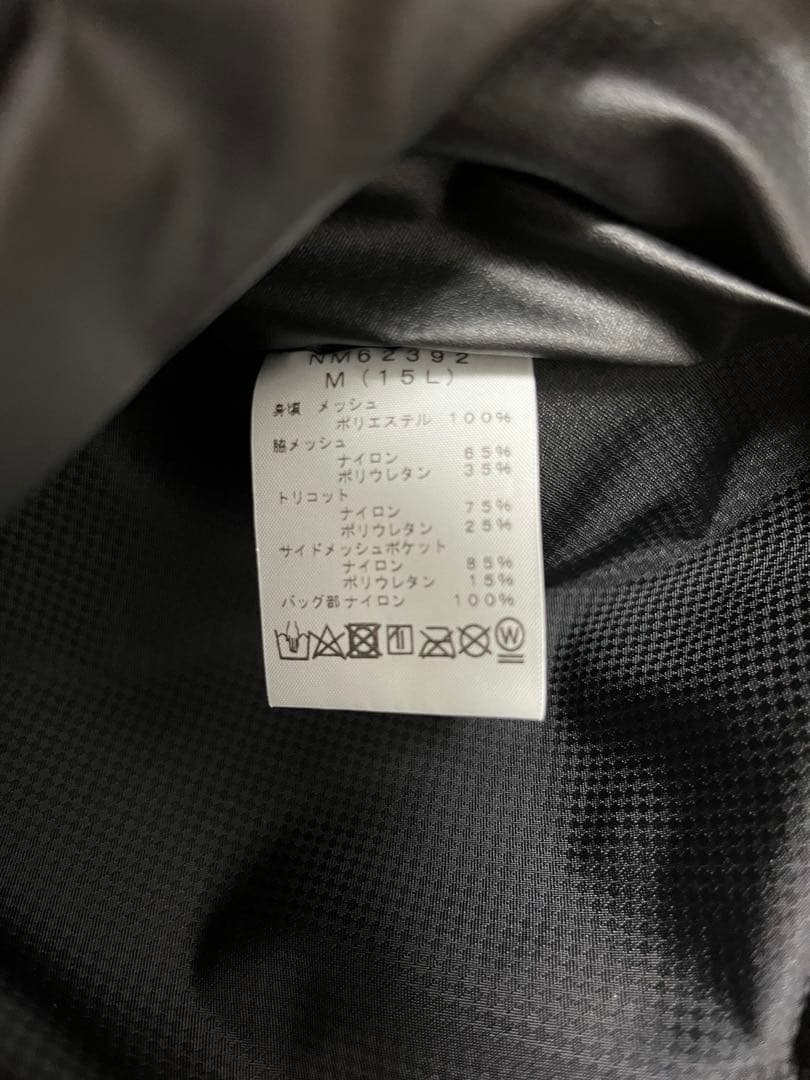 NM62392
M(15L)
身頃 メッシュ
ポリエステル 100%
脇メッシュ
ナイロン 65%
ポリウレタン 35%
トリコット
ナイロン 75%
ポリウレタン 25%
サイドメッシュポケット
ナイロン 85%
ポリウレタン 15%
バッグ部 ナイロン 100%
W